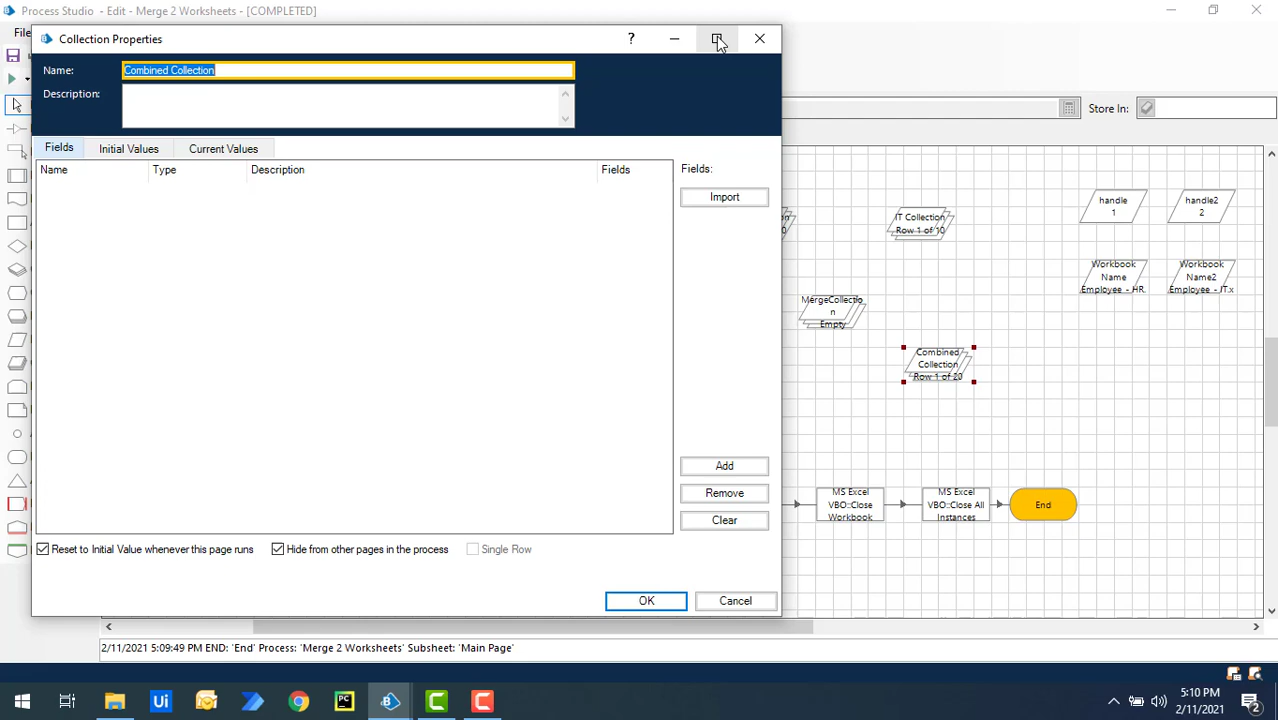 Process Studio - Edit - Merge 2 Worksheets - [COMPLETED]
Collection Properties
Name:
Combined Collection
Description:
Store In:
Fields
Initial Values
Current Values
Name
Type
Description
Fields
Fields:
Import
Add
Remove
Clear
Reset to Initial Value whenever this page runs
Hide from other pages in the process
Single Row
OK
Cancel
IT Collection
Row 1 of 10
handle
1
handle2
2
Workbook
Name
Employee - HR.
Workbook
Name2
Employee - IT.x
MergeCollectio
n
Empty
Combined
Collection
Row 1 of 20
MS Excel
VBO::Close
Workbook
MS Excel
VBO::Close All
Instances
End
2/11/2021 5:09:49 PM END: 'End' Process: 'Merge 2 Worksheets' Subsheet: 'Main Page'
Ui
PC
5:10 PM
2/11/2021
2